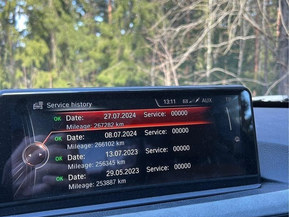 Service history 13:11 AUX
OK Date: 27.07.2024 Service: 00000
Mileage: 267282 km
OK Date: 08.07.2024 Service: 00000
Mileage: 266102 km
OK Date: 13.07.2023 Service: 00000
Mileage: 256345 km
OK Date: 29.05.2023 Service: 00000
Mileage: 253887 km